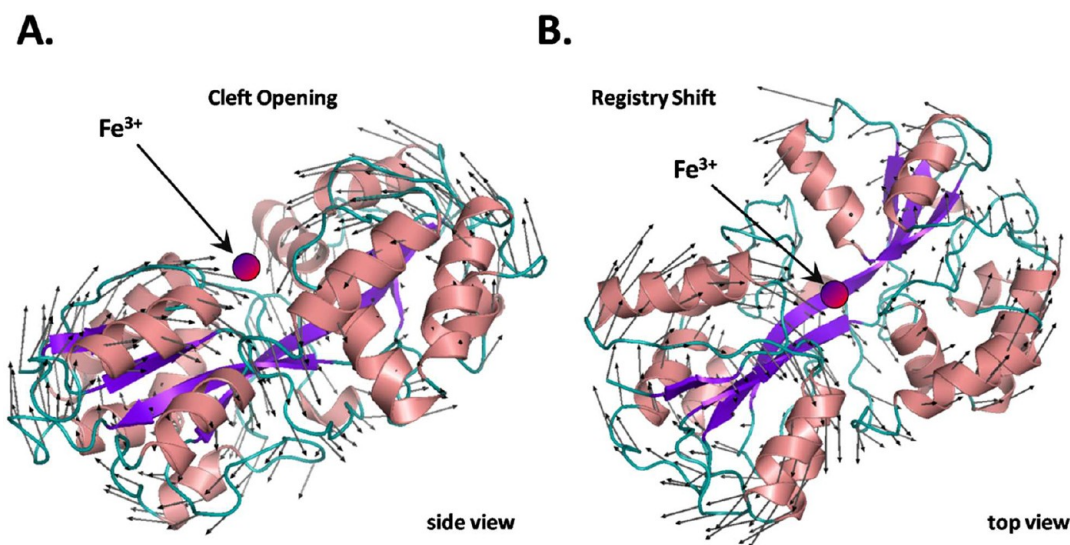 A.
Cleft Opening
Fe³⁺
side view
B.
Registry Shift
Fe³⁺
top view